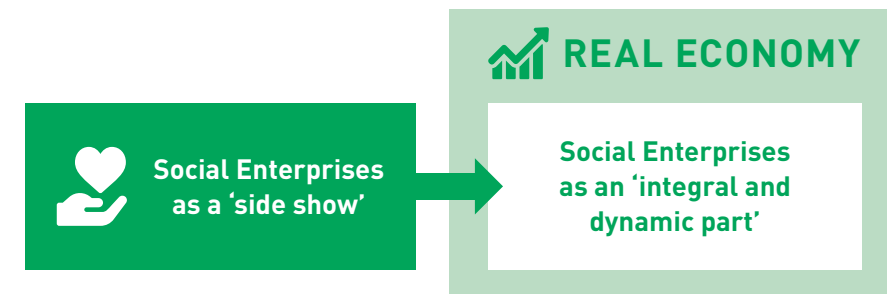 REAL ECONOMY
Social Enterprises
as a ‘side show’
Social Enterprises
as an ‘integral and
dynamic part’